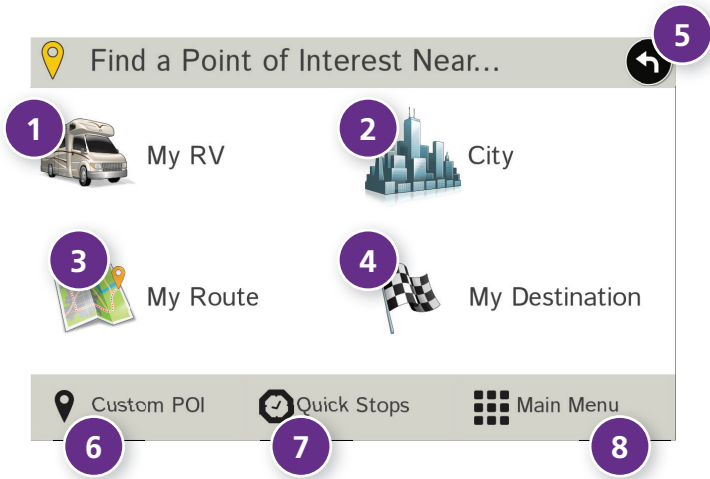 5
Find a Point of Interest Near...
1
My RV
2
City
3
My Route
4
My Destination
Custom POI
Quick Stops
Main Menu
6
7
8